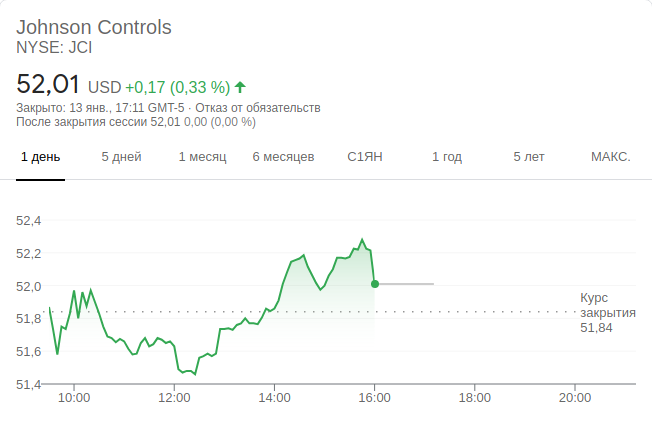 Johnson Controls
NYSE: JCI
52,01 USD +0,17 (0,33 %)
Закрыто: 13 янв., 17:11 GMT-5 · Отказ от обязательств
После закрытия сессии 52,01 0,00 (0,00 %)
1 день 5 дней 1 месяц 6 месяцев С1ЯН 1 год 5 лет МАКС.
52,4
52,2
52,0
51,8
51,6
51,4
Курс
закрытия
51,84
10:00 12:00 14:00 16:00 18:00 20:00